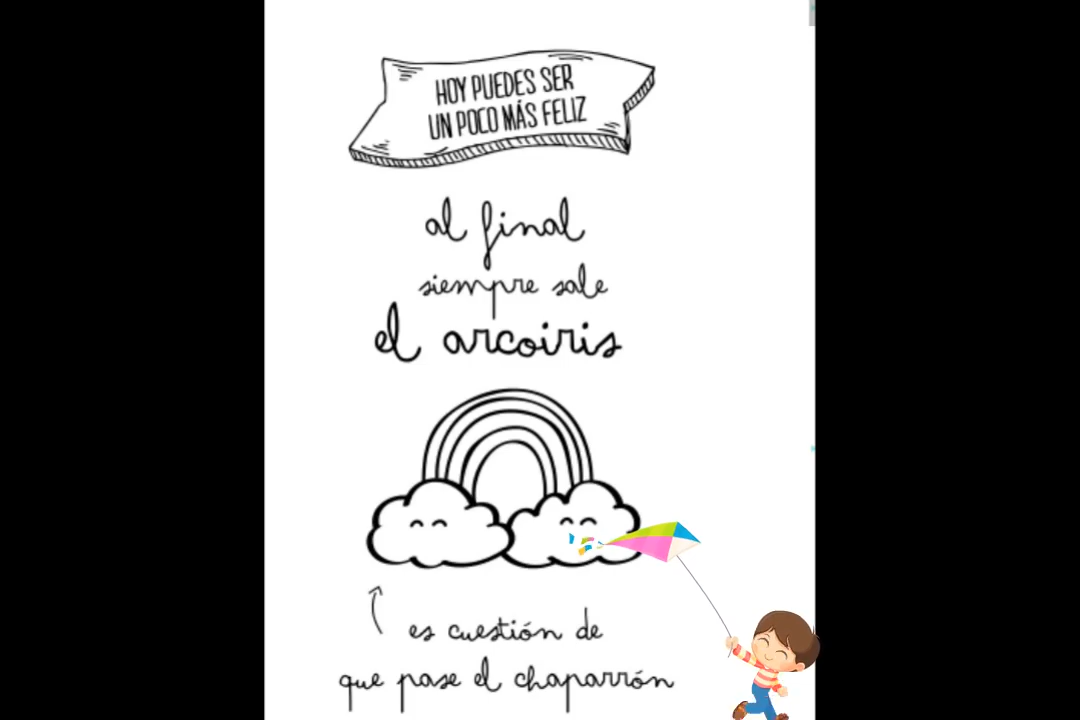 HOY PUEDES SER
UN POCO MÁS FELIZ
al final
siempre sale
el arcoiris
es cuestión de
que pase el chaparrón